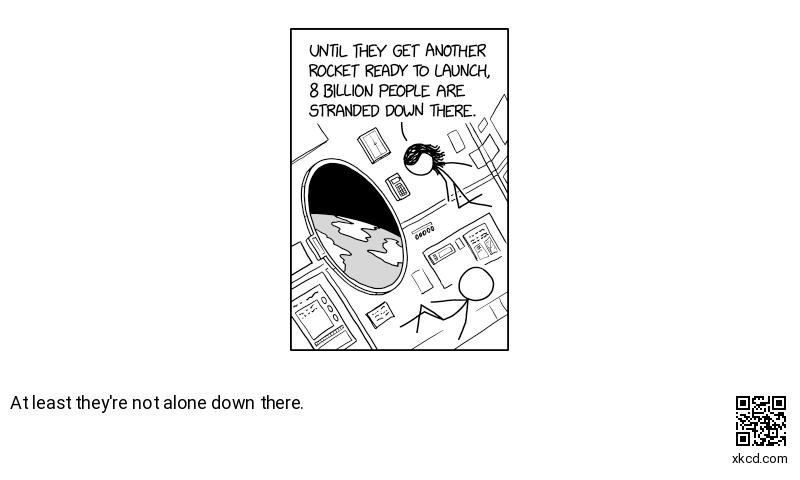 UNTIL THEY GET ANOTHER
ROCKET READY TO LAUNCH,
8 BILLION PEOPLE ARE
STRANDED DOWN THERE.
At least they're not alone down there.
xkcd.com